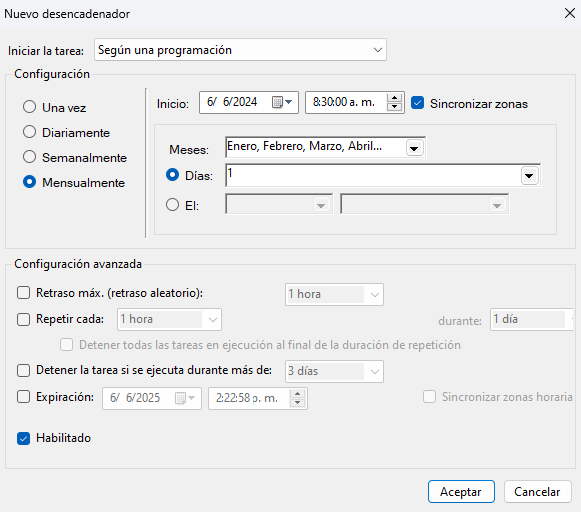 Nuevo desencadenador
Iniciar la tarea: Según una programación
Configuración
Una vez
Diariamente
Semanalmente
Mensualmente
Inicio: 6/ 6/2024 8:30:00 a. m. Sincronizar zonas
Meses: Enero, Febrero, Marzo, Abril...
Días: 1
El:
Configuración avanzada
Retraso máx. (retraso aleatorio): 1 hora
Repetir cada: 1 hora durante: 1 día
Detener todas las tareas en ejecución al final de la duración de repetición
Detener la tarea si se ejecuta durante más de: 3 días
Expiración: 6/ 6/2025 2:22:58 p. m. Sincronizar zonas horaria
Habilitado
Aceptar Cancelar